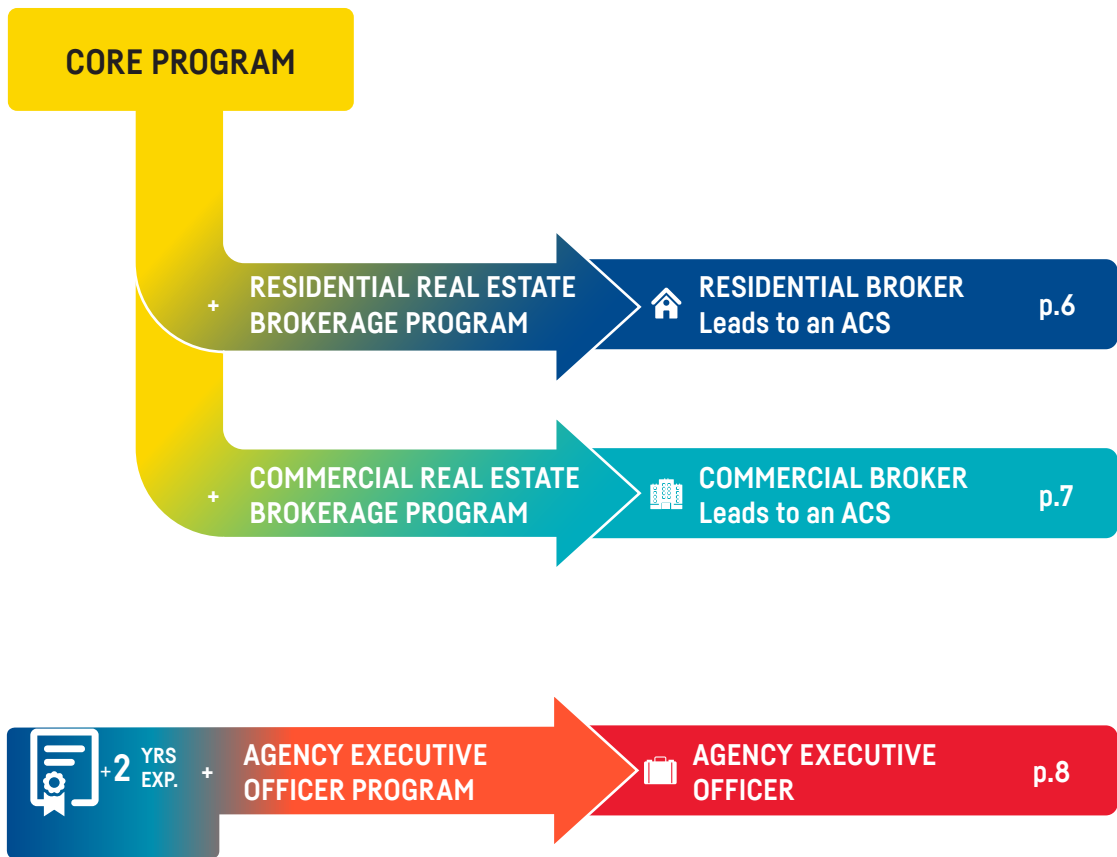 CORE PROGRAM
+
RESIDENTIAL REAL ESTATE
BROKERAGE PROGRAM
RESIDENTIAL BROKER
Leads to an ACS
p.6
+
COMMERCIAL REAL ESTATE
BROKERAGE PROGRAM
COMMERCIAL BROKER
Leads to an ACS
p.7
+2 YRS
EXP.
+
AGENCY EXECUTIVE
OFFICER PROGRAM
AGENCY EXECUTIVE
OFFICER
p.8